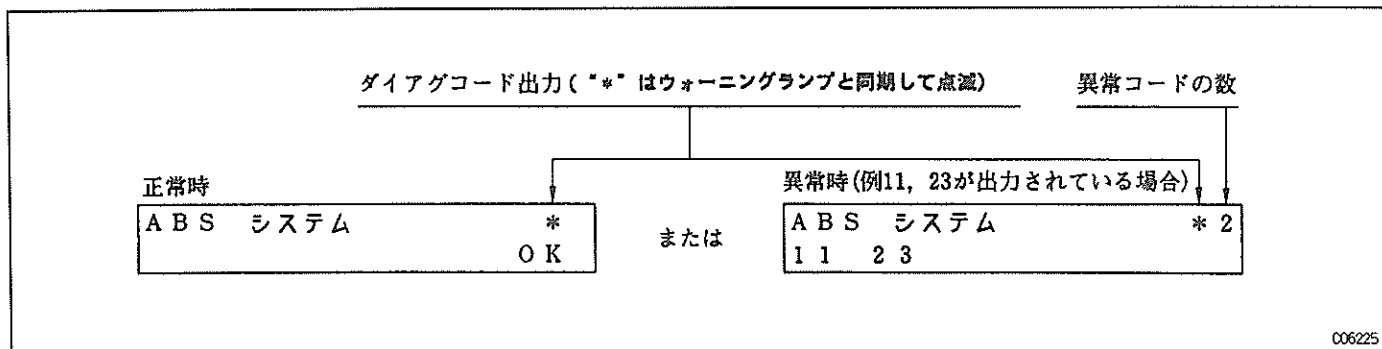 ダイアグコード出力("*"はウォーニングランプと同期して点滅)
異常コードの数
正常時
ABS システム *
OK
または
異常時(例11, 23が出力されている場合)
ABS システム *2
11 23
C06225